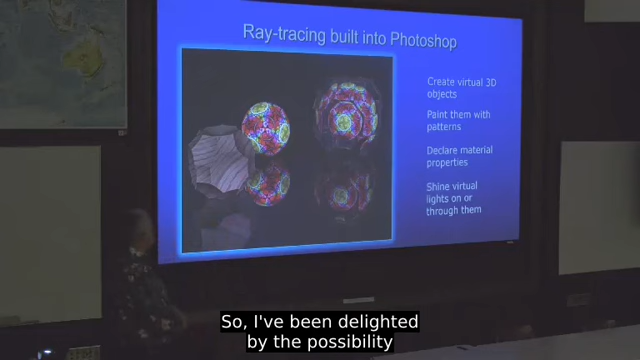 Ray-tracing built into Photoshop
Create virtual 3D
objects
Paint them with
patterns
Declare material
properties
Shine virtual
lights on or
through them
So, I've been delighted
by the possibility